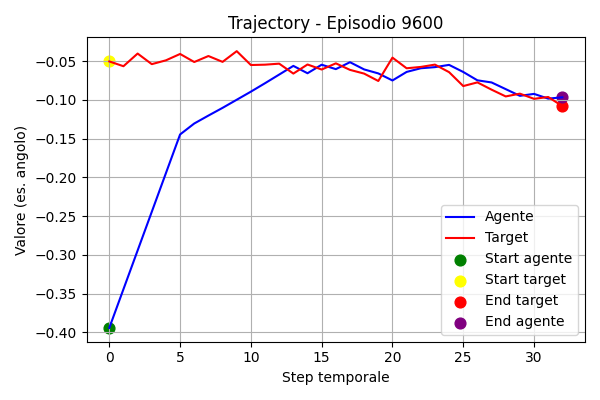 Trajectory - Episodio 9600
Valore (es. angolo)
−0.05
−0.10
−0.15
−0.20
−0.25
−0.30
−0.35
−0.40
Agente
Target
Start agente
Start target
End target
End agente
0 5 10 15 20 25 30
Step temporale